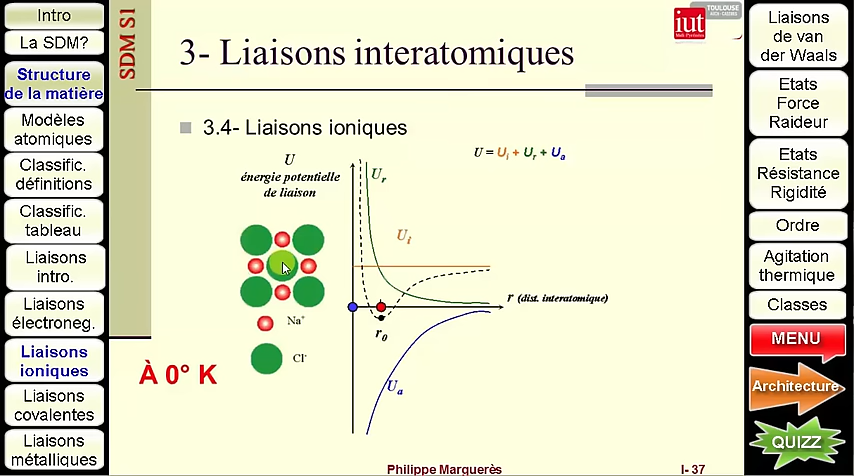 Intro
La SDM?
Structure
de la matière
Modèles
atomiques
Classific.
définitions
Classific.
tableau
Liaisons
intro.
Liaisons
électroneg.
Liaisons
ioniques
Liaisons
covalentes
Liaisons
métalliques
SDM S1
3- Liaisons interatomiques
iut
TOULOUSE
3.4- Liaisons ioniques
U
énergie potentielle
de liaison
U = Ui + Ur + Ua
Ur
Ui
r (dist. interatomique)
r0
Ua
Na+
Cl-
À 0° K
Philippe Marquerès
I- 37
Liaisons
de van
der Waals
Etats
Force
Raideur
Etats
Résistance
Rigidité
Ordre
Agitation
thermique
Classes
MENU
Architecture
QUIZZ